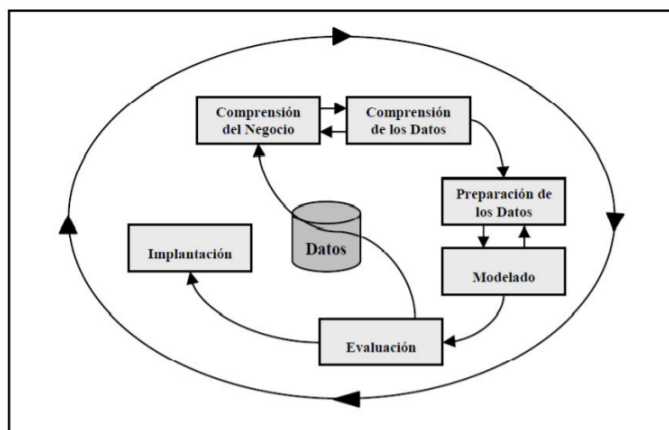 Comprensión
del Negocio
Comprensión
de los Datos
Preparación de
los Datos
Datos
Implantación
Modelado
Evaluación